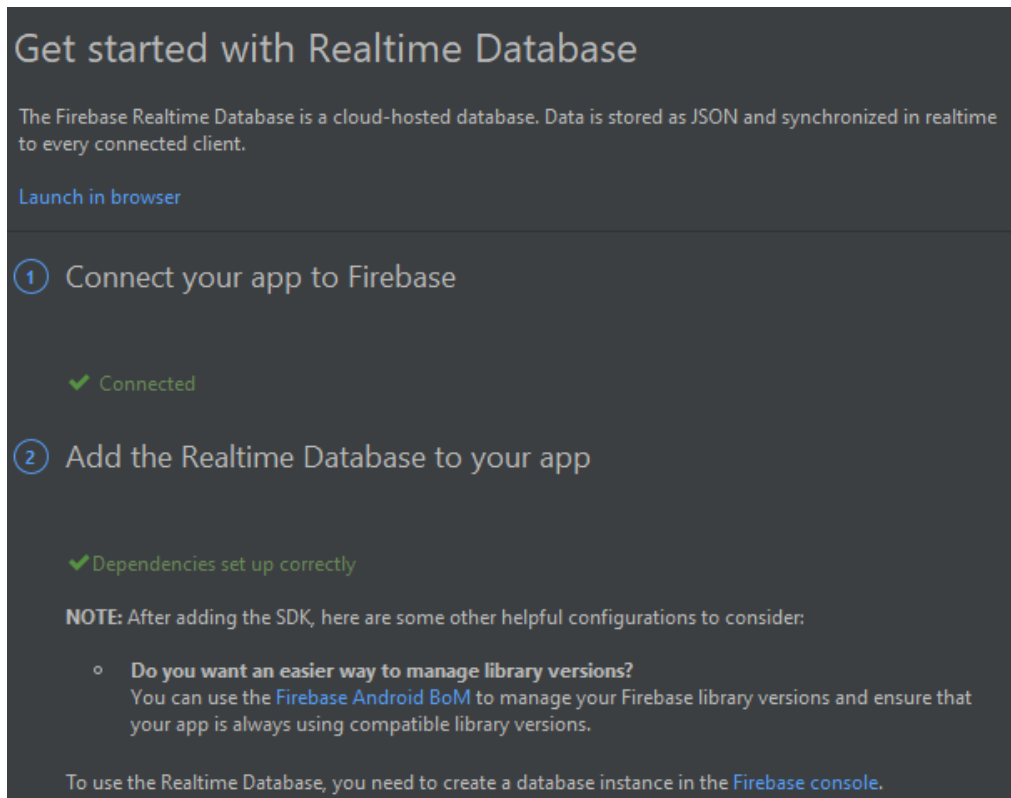 Get started with Realtime Database
The Firebase Realtime Database is a cloud-hosted database. Data is stored as JSON and synchronized in realtime
to every connected client.
Launch in browser
1 Connect your app to Firebase
✔ Connected
2 Add the Realtime Database to your app
✔ Dependencies set up correctly
NOTE: After adding the SDK, here are some other helpful configurations to consider:
Do you want an easier way to manage library versions?
You can use the Firebase Android BoM to manage your Firebase library versions and ensure that
your app is always using compatible library versions.
To use the Realtime Database, you need to create a database instance in the Firebase console.